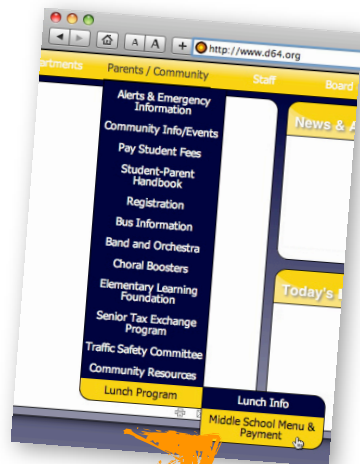 A A + http://www.d64.org
artments Parents / Community Staff Board
Alerts & Emergency
Information
Community Info/Events
Pay Student Fees
Student-Parent
Handbook
Registration
Bus Information
Band and Orchestra
Choral Boosters
Elementary Learning
Foundation
Senior Tax Exchange
Program
Traffic Safety Committee
Community Resources
Lunch Program
Lunch Info
Middle School Menu &
Payment
News & A
Today's